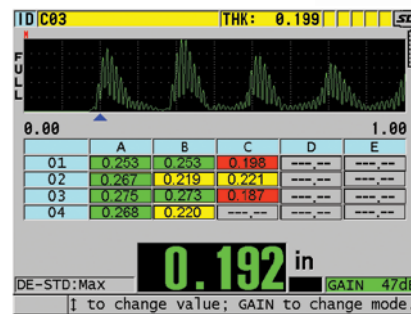 ID C03 THK: 0.199 SD
FULL
0.00 1.00
A B C D E
01 0.253 0.253 0.198 ---.-- ---.--
02 0.267 0.219 0.221 ---.-- ---.--
03 0.275 0.273 0.187 ---.-- ---.--
04 0.268 0.220 ---.-- ---.-- ---.--
0.192 in
DE-STD:Max GAIN 47dB
↕ to change value; GAIN to change mode.